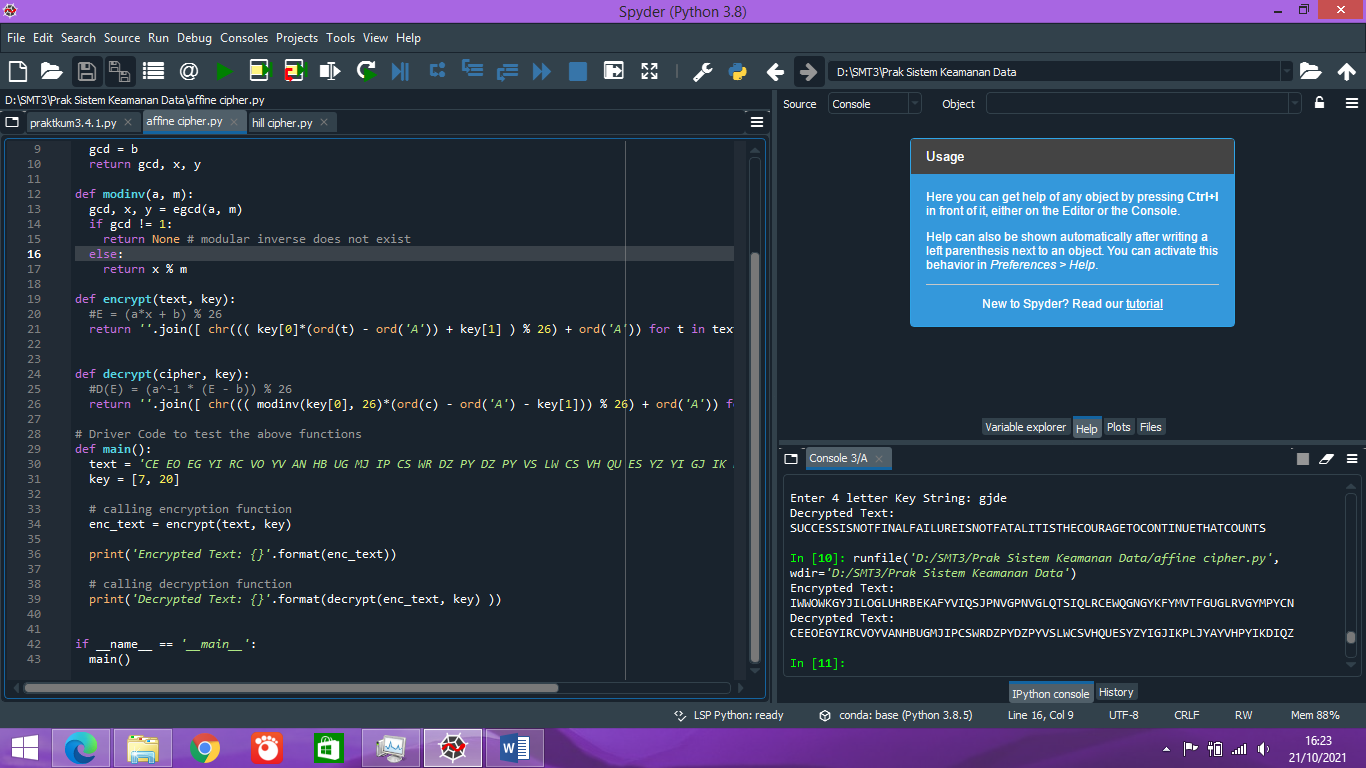 Spyder (Python 3.8)
File Edit Search Source Run Debug Consoles Projects Tools View Help
D:\SMT3\Prak Sistem Keamanan Data
D:\SMT3\Prak Sistem Keamanan Data\affine cipher.py
praktkum3.4.1.py affine cipher.py hill cipher.py
9 gcd = b
10 return gcd, x, y
11
12 def modinv(a, m):
13 gcd, x, y = egcd(a, m)
14 if gcd != 1:
15 return None # modular inverse does not exist
16 else:
17 return x % m
18
19 def encrypt(text, key):
20 #E = (a*x + b) % 26
21 return ''.join([ chr((( key[0]*(ord(t) - ord('A')) + key[1] ) % 26) + ord('A')) for t in text
22
23
24 def decrypt(cipher, key):
25 #D(E) = (a^-1 * (E - b)) % 26
26 return ''.join([ chr((( modinv(key[0], 26)*(ord(c) - ord('A') - key[1])) % 26) + ord('A')) fo
27
28 # Driver Code to test the above functions
29 def main():
30 text = 'CE EO EG YI RC VO YV AN HB UG MJ IP CS WR DZ PY DZ PY VS LW CS VH QU ES YZ YI GJ IK
31 key = [7, 20]
32
33 # calling encryption function
34 enc_text = encrypt(text, key)
35
36 print('Encrypted Text: {}'.format(enc_text))
37
38 # calling decryption function
39 print('Decrypted Text: {}'.format(decrypt(enc_text, key) ))
40
41
42 if __name__ == '__main__':
43 main()
Source Console Object
Usage
Here you can get help of any object by pressing Ctrl+I
in front of it, either on the Editor or the Console.
Help can also be shown automatically after writing a
left parenthesis next to an object. You can activate this
behavior in Preferences > Help.
New to Spyder? Read our tutorial
Variable explorer Help Plots Files
Console 3/A
Enter 4 letter Key String: gjde
Decrypted Text:
SUCCESSISNOTFINALFAILUREISNOTFATALITISTHECOURAGETOCONTINUETHATCOUNTS
In [10]: runfile('D:/SMT3/Prak Sistem Keamanan Data/affine cipher.py',
wdir='D:/SMT3/Prak Sistem Keamanan Data')
Encrypted Text:
IWWOWKGYJILOGLUHRBEKAFYVIQSJPNVGPNVGLQTSIQLRCEWQGNGYKFYMVTFGUGLRVGYMPYCN
Decrypted Text:
CEEOEGYIRCVOYVANHBUGMJIPCSWRDZPYDZPYVSLWCSVHQUESYZYIGJIKPLJYAYVHPYIKDIQZ
In [11]:
IPython console History
LSP Python: ready conda: base (Python 3.8.5) Line 16, Col 9 UTF-8 CRLF RW Mem 88%
16:23
21/10/2021